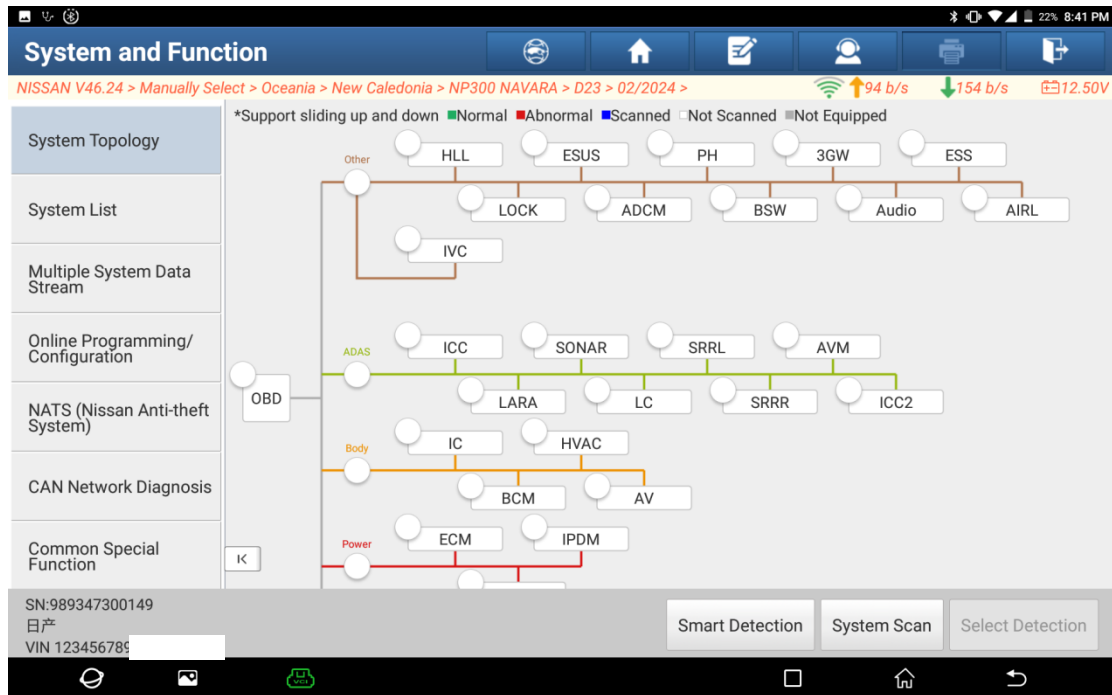 22% 8:41 PM
System and Function
NISSAN V46.24 > Manually Select > Oceania > New Caledonia > NP300 NAVARA > D23 > 02/2024 >
94 b/s
154 b/s
12.50V
System Topology
System List
Multiple System Data
Stream
Online Programming/
Configuration
NATS (Nissan Anti-theft
System)
CAN Network Diagnosis
Common Special
Function
*Support sliding up and down Normal Abnormal Scanned Not Scanned Not Equipped
Other
HLL ESUS PH 3GW ESS
LOCK ADCM BSW Audio AIRL
IVC
ADAS
ICC SONAR SRRL AVM
LARA LC SRRR ICC2
OBD
Body
IC HVAC
BCM AV
Power
ECM IPDM
SN:989347300149
日产
VIN 123456789
Smart Detection
System Scan
Select Detection
VCI